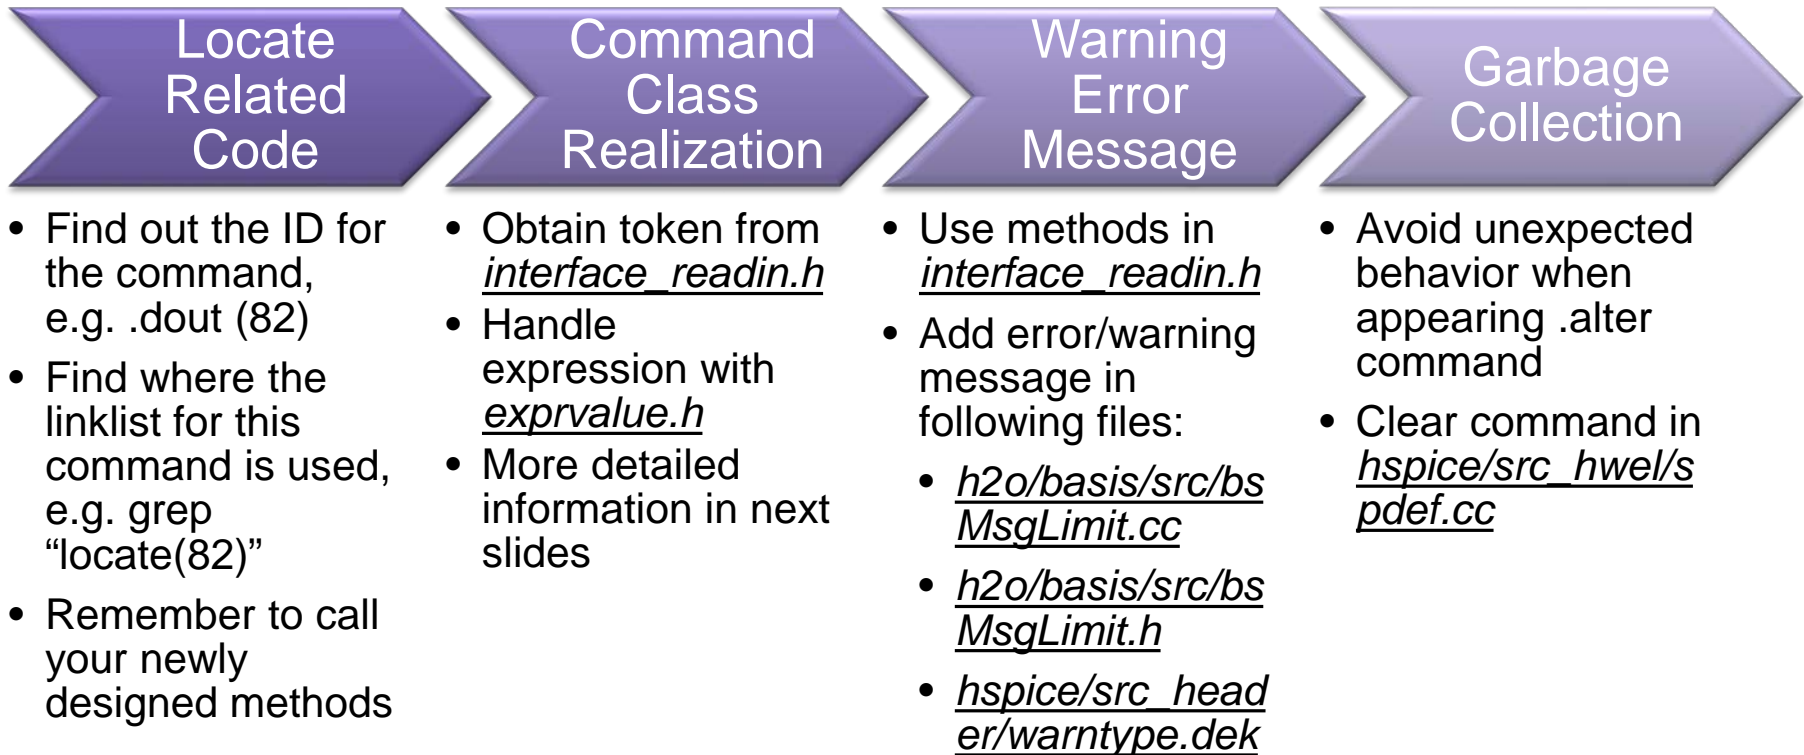 Locate
Related
Code
Command
Class
Realization
Warning
Error
Message
Garbage
Collection
• Find out the ID for
the command,
e.g. .dout (82)
• Find where the
linklist for this
command is used,
e.g. grep
“locate(82)”
• Remember to call
your newly
designed methods
• Obtain token from
interface_readin.h
• Handle
expression with
exprvalue.h
• More detailed
information in next
slides
• Use methods in
interface_readin.h
• Add error/warning
message in
following files:
• h2o/basis/src/bs
MsgLimit.cc
• h2o/basis/src/bs
MsgLimit.h
• hspice/src_head
er/warntype.dek
• Avoid unexpected
behavior when
appearing .alter
command
• Clear command in
hspice/src_hwel/s
pdef.cc